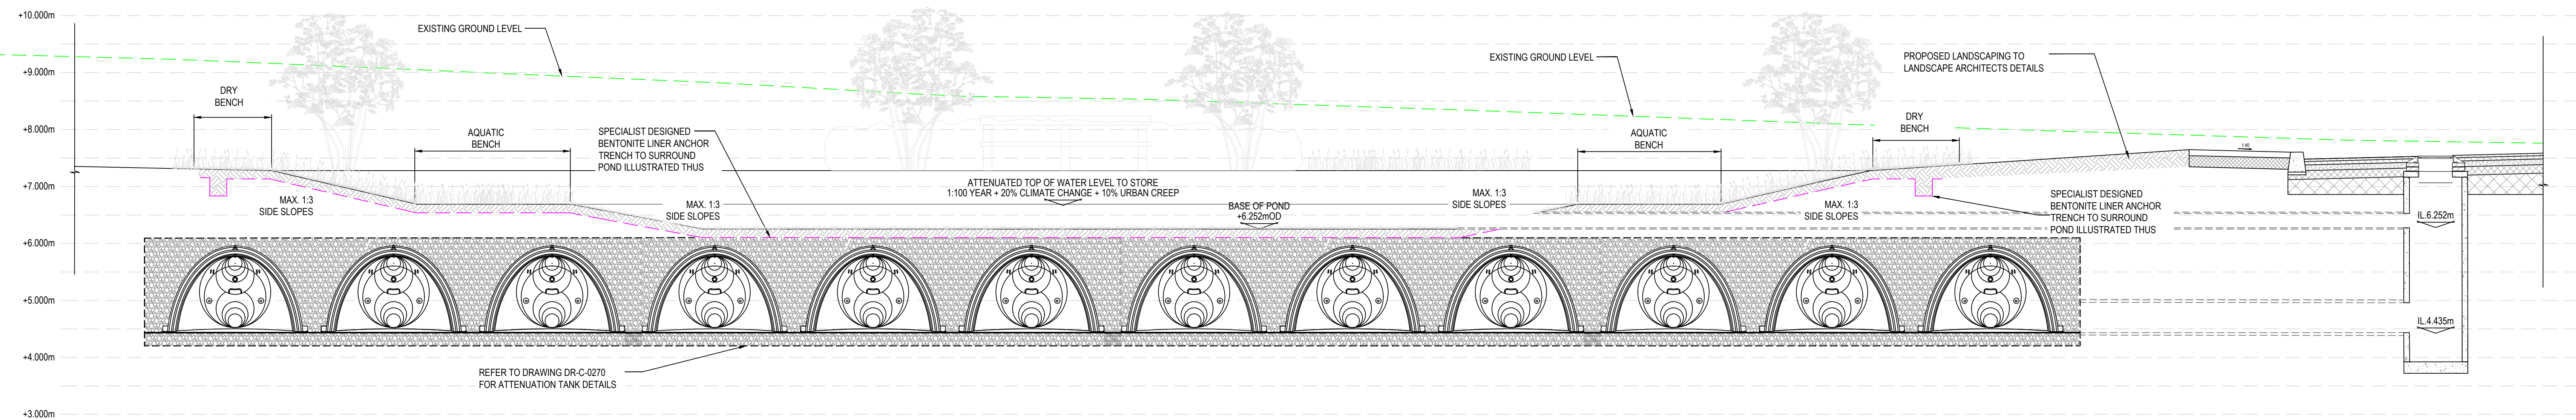 +10.000m
EXISTING GROUND LEVEL
+9.000m
EXISTING GROUND LEVEL
PROPOSED LANDSCAPING TO
LANDSCAPE ARCHITECTS DETAILS
DRY
BENCH
+8.000m
AQUATIC
BENCH
SPECIALIST DESIGNED
BENTONITE LINER ANCHOR
TRENCH TO SURROUND
POND ILLUSTRATED THUS
AQUATIC
BENCH
DRY
BENCH
1:40
+7.000m
MAX. 1:3
SIDE SLOPES
MAX. 1:3
SIDE SLOPES
ATTENUATED TOP OF WATER LEVEL TO STORE
1:100 YEAR + 20% CLIMATE CHANGE + 10% URBAN CREEP
BASE OF POND
+6.252mOD
MAX. 1:3
SIDE SLOPES
MAX. 1:3
SIDE SLOPES
SPECIALIST DESIGNED
BENTONITE LINER ANCHOR
TRENCH TO SURROUND
POND ILLUSTRATED THUS
IL.6.252m
+6.000m
+5.000m
IL.4.435m
+4.000m
REFER TO DRAWING DR-C-0270
FOR ATTENUATION TANK DETAILS
+3.000m